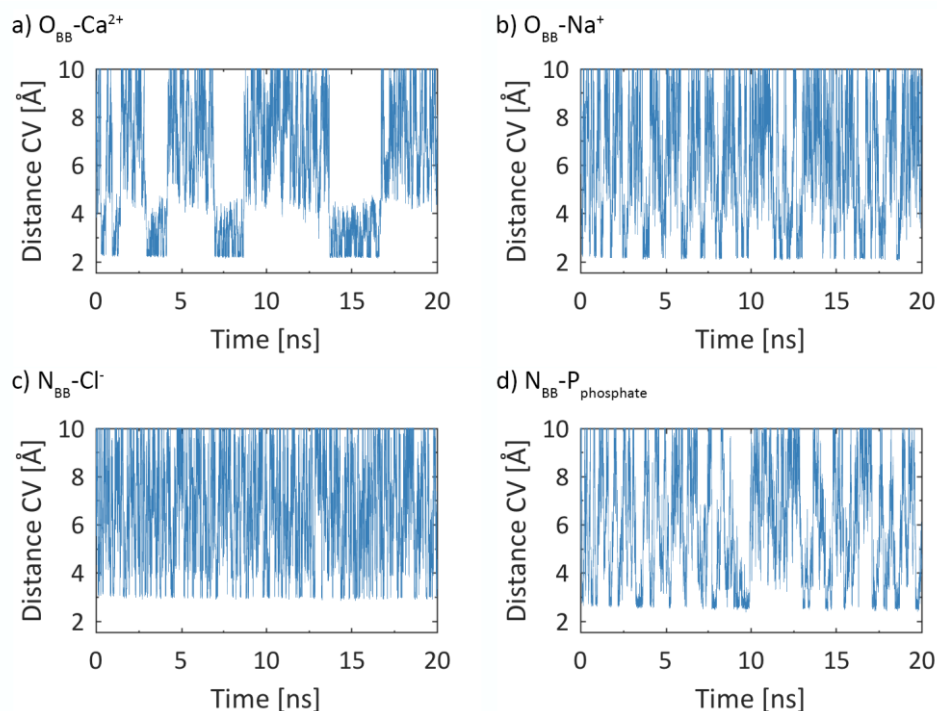 a) O_BB-Ca²⁺
10
8
6
4
2
Distance CV [Å]
0 5 10 15 20
Time [ns]
b) O_BB-Na⁺
10
8
6
4
2
Distance CV [Å]
0 5 10 15 20
Time [ns]
c) N_BB-Cl⁻
10
8
6
4
2
Distance CV [Å]
0 5 10 15 20
Time [ns]
d) N_BB-P_phosphate
10
8
6
4
2
Distance CV [Å]
0 5 10 15 20
Time [ns]